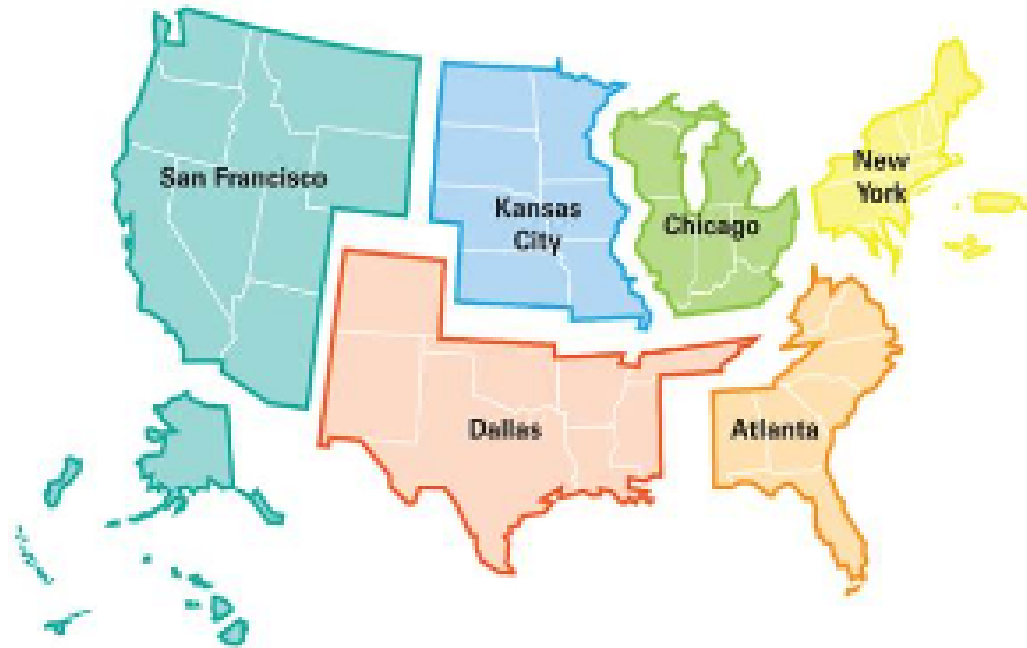 San Francisco
Kansas
City
Chicago
New
York
Dallas
Atlanta